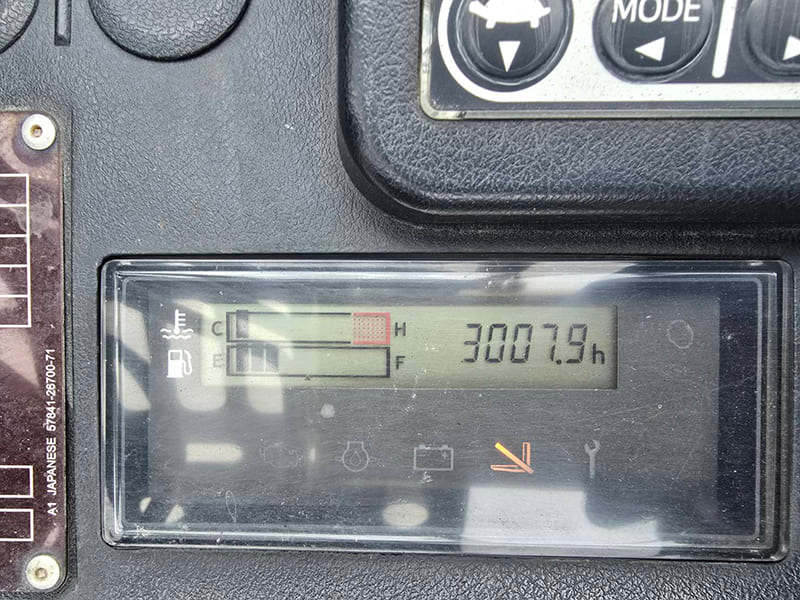 MODE
C H 3007.9h
E F
A1 JAPANESE 57841-26700-71